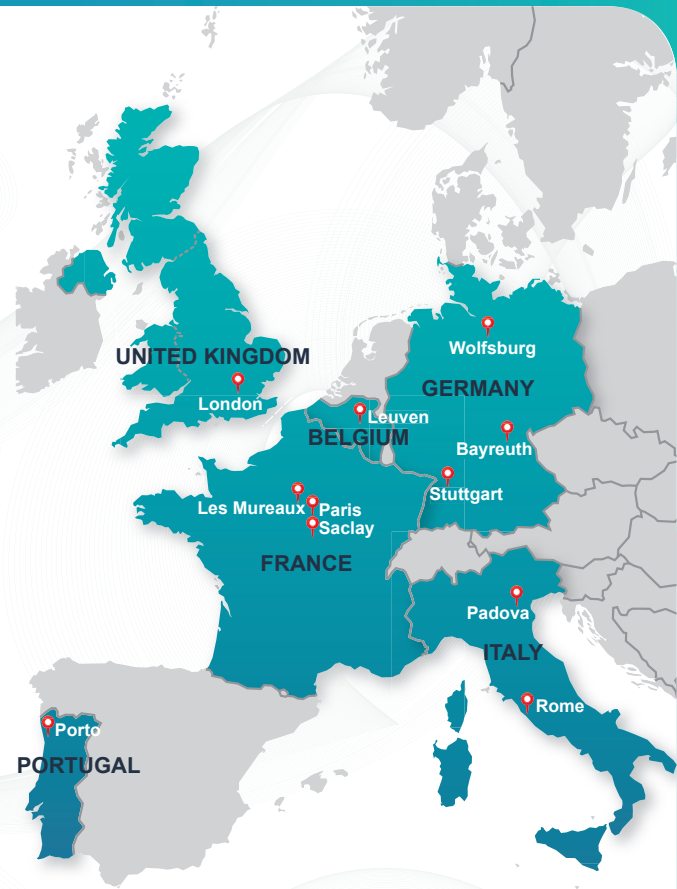 UNITED KINGDOM
London
Wolfsburg
GERMANY
Bayreuth
Stuttgart
Leuven
BELGIUM
Les Mureaux
Paris
Saclay
FRANCE
Padova
ITALY
Rome
Porto
PORTUGAL